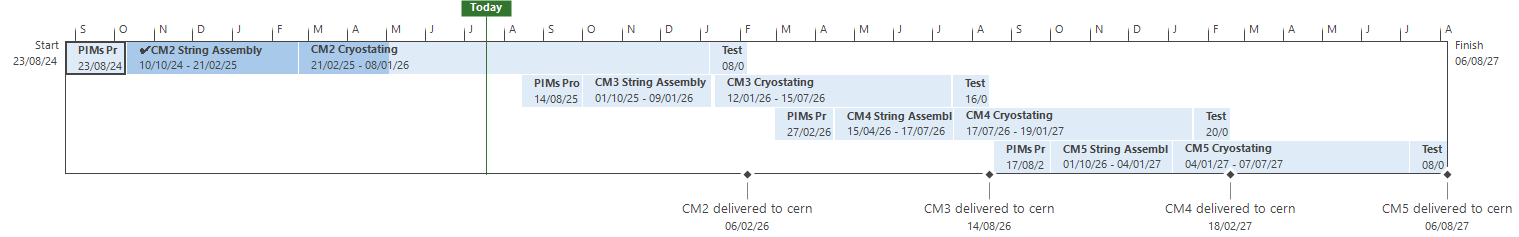 Today
S O N D J F M A M J J A S O N D J F M A M J J A S O N D J F M A M J J A
Start
23/08/24
PIMs Pr
23/08/24
✔CM2 String Assembly
10/10/24 - 21/02/25
CM2 Cryostating
21/02/25 - 08/01/26
Test
08/0
Finish
06/08/27
PIMs Pro
14/08/25
CM3 String Assembly
01/10/25 - 09/01/26
CM3 Cryostating
12/01/26 - 15/07/26
Test
16/0
PIMs Pr
27/02/26
CM4 String Assembl
15/04/26 - 17/07/26
CM4 Cryostating
17/07/26 - 19/01/27
Test
20/0
PIMs Pr
17/08/2
CM5 String Assembl
01/10/26 - 04/01/27
CM5 Cryostating
04/01/27 - 07/07/27
Test
08/0
CM2 delivered to cern
06/02/26
CM3 delivered to cern
14/08/26
CM4 delivered to cern
18/02/27
CM5 delivered to cern
06/08/27